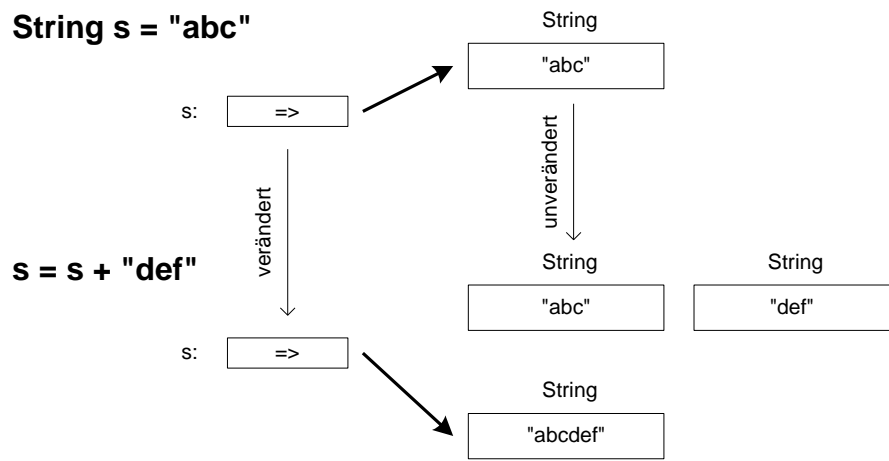 String s = "abc"
String
"abc"
s:
=>
verändert
unverändert
s = s + "def"
String
String
"abc"
"def"
s:
=>
String
"abcdef"